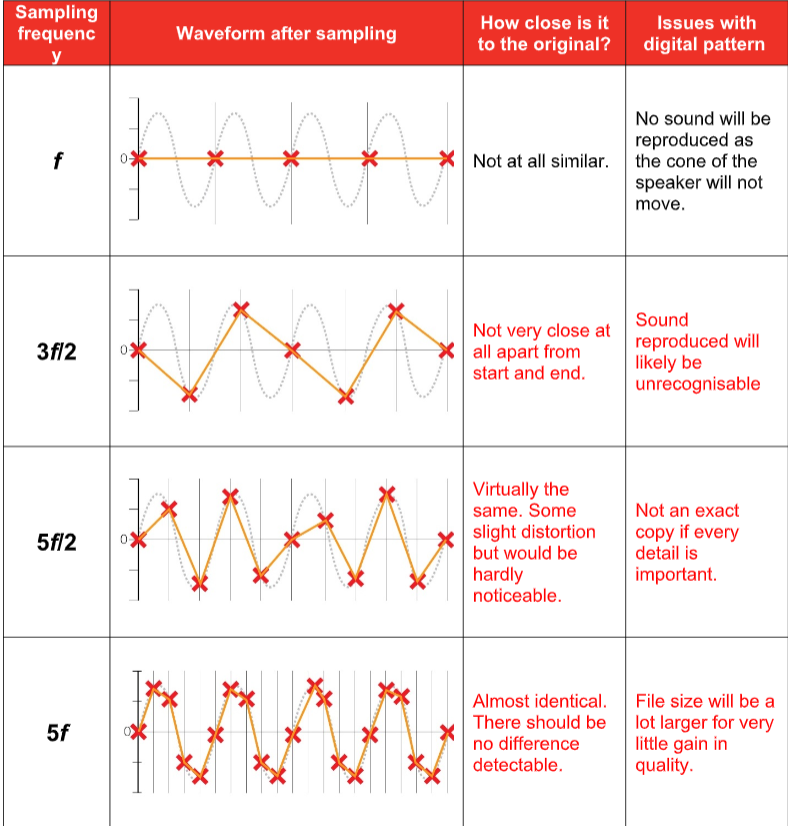 Sampling
frequenc
y
Waveform after sampling
How close is it
to the original?
Issues with
digital pattern
f
0
Not at all similar.
No sound will be
reproduced as
the cone of the
speaker will not
move.
3f/2
0
Not very close at
all apart from
start and end.
Sound
reproduced will
likely be
unrecognisable
5f/2
0
Virtually the
same. Some
slight distortion
but would be
hardly
noticeable.
Not an exact
copy if every
detail is
important.
5f
0
Almost identical.
There should be
no difference
detectable.
File size will be a
lot larger for very
little gain in
quality.